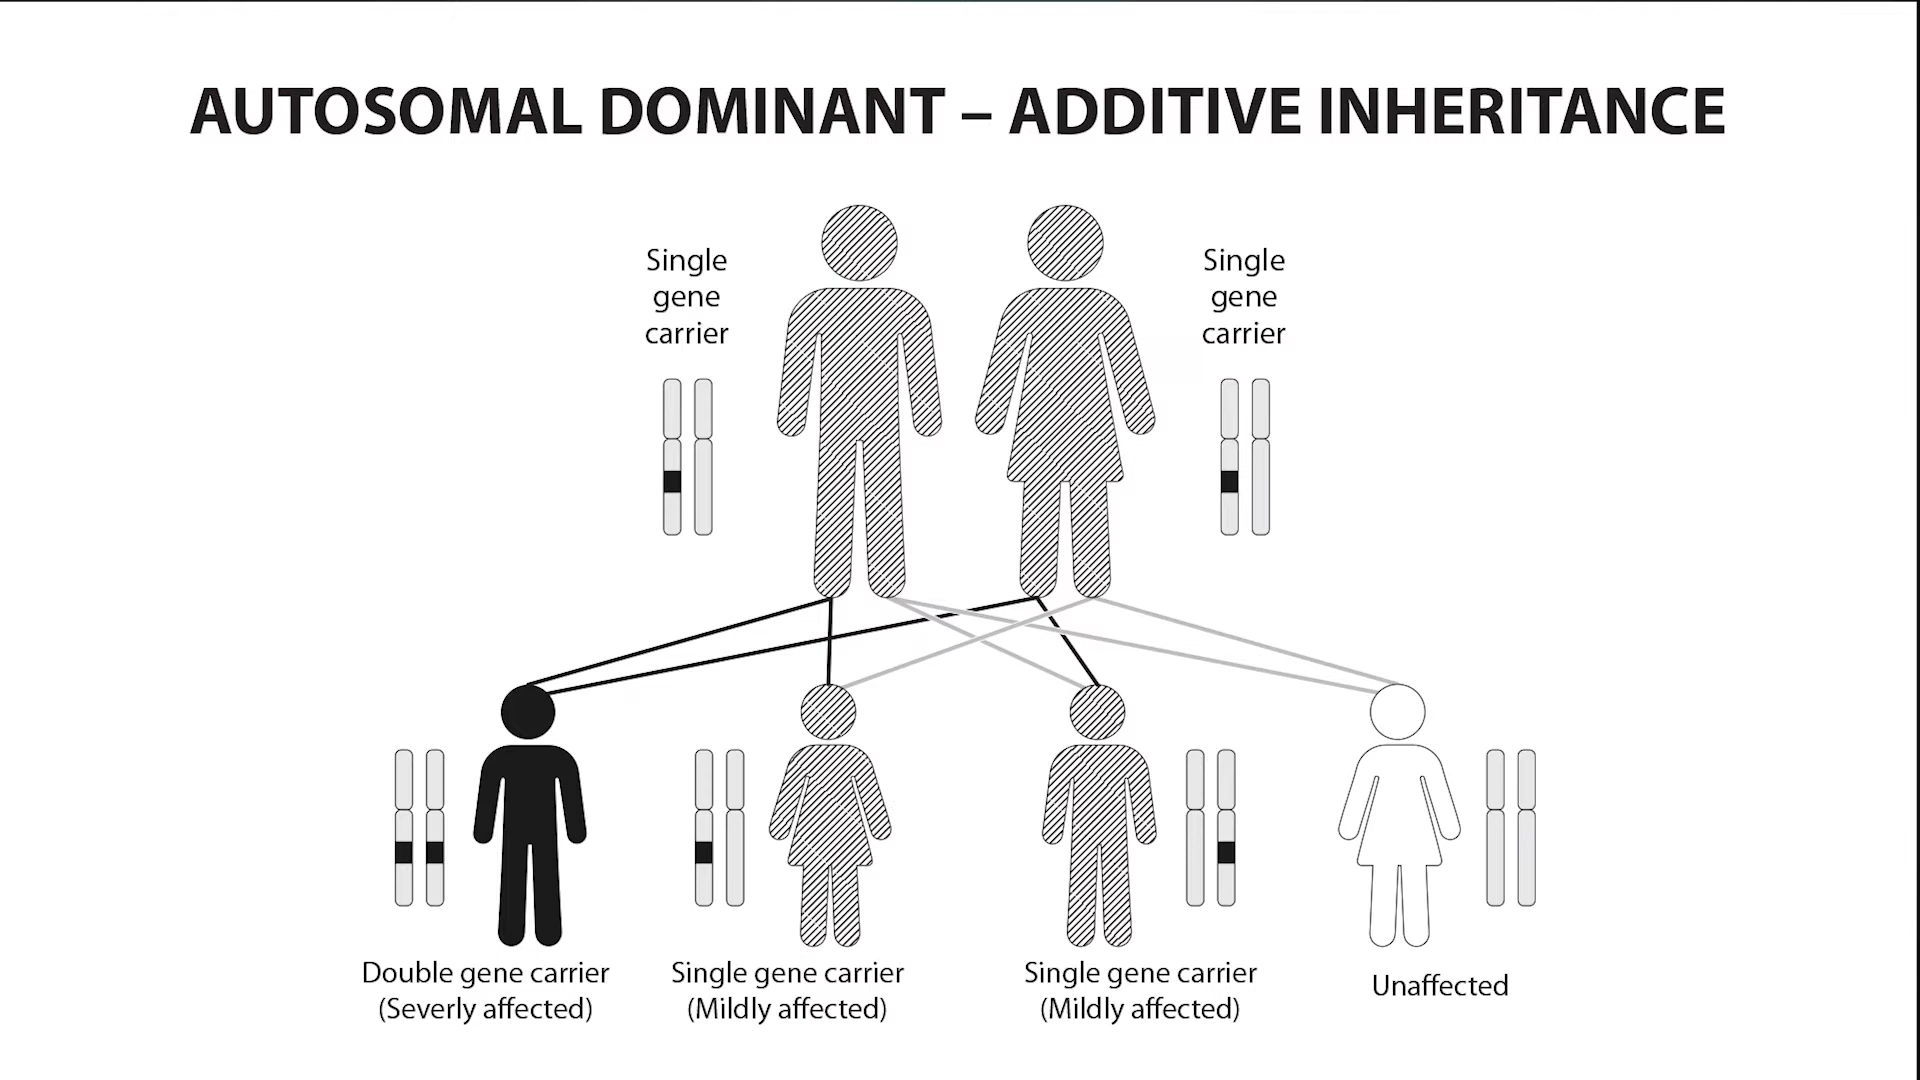 AUTOSOMAL DOMINANT – ADDITIVE INHERITANCE
Single
gene
carrier
Single
gene
carrier
Double gene carrier
(Severly affected)
Single gene carrier
(Mildly affected)
Single gene carrier
(Mildly affected)
Unaffected